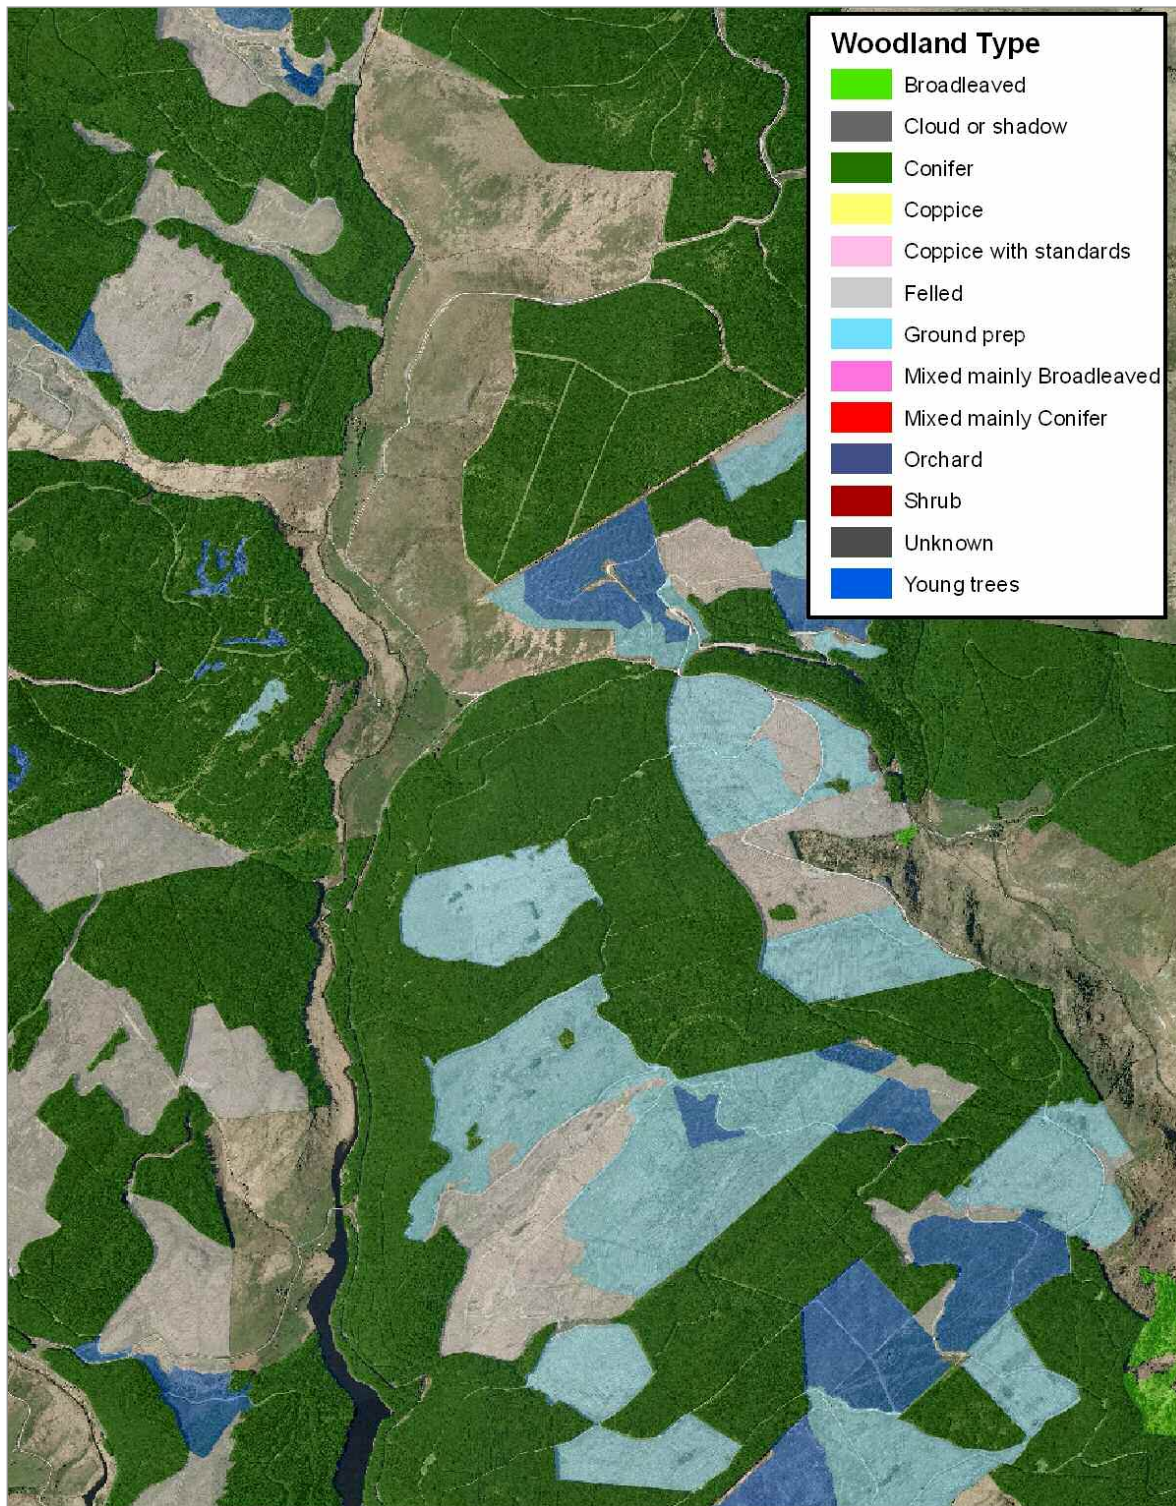 Woodland Type
Broadleaved
Cloud or shadow
Conifer
Coppice
Coppice with standards
Felled
Ground prep
Mixed mainly Broadleaved
Mixed mainly Conifer
Orchard
Shrub
Unknown
Young trees